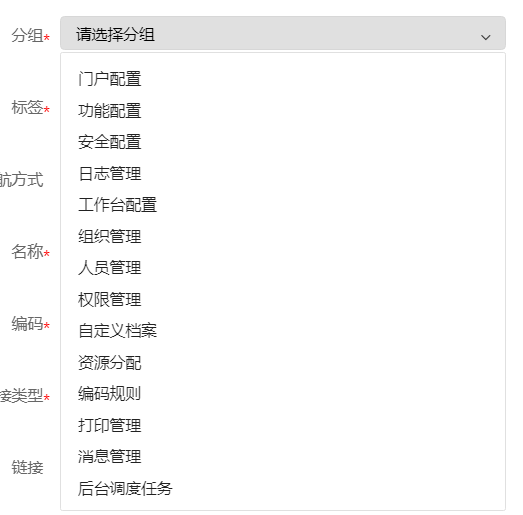 分组*
请选择分组
门户配置
功能配置
标签*
安全配置
日志管理
航方式
工作台配置
组织管理
名称*
人员管理
权限管理
编码*
自定义档案
资源分配
接类型*
编码规则
打印管理
消息管理
链接
后台调度任务